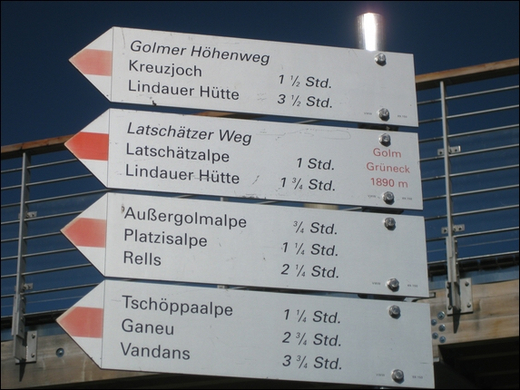 Golmer Höhenweg
Kreuzjoch 1 ½ Std.
Lindauer Hütte 3 ½ Std.
Latschätzer Weg
Latschätzalpe 1 Std.
Lindauer Hütte 1 ¾ Std.
Golm
Grüneck
1890 m
Außergolmalpe ¾ Std.
Platzisalpe 1 ¼ Std.
Rells 2 ¼ Std.
Tschöppaalpe 1 ¼ Std.
Ganeu 2 ¾ Std.
Vandans 3 ¾ Std.